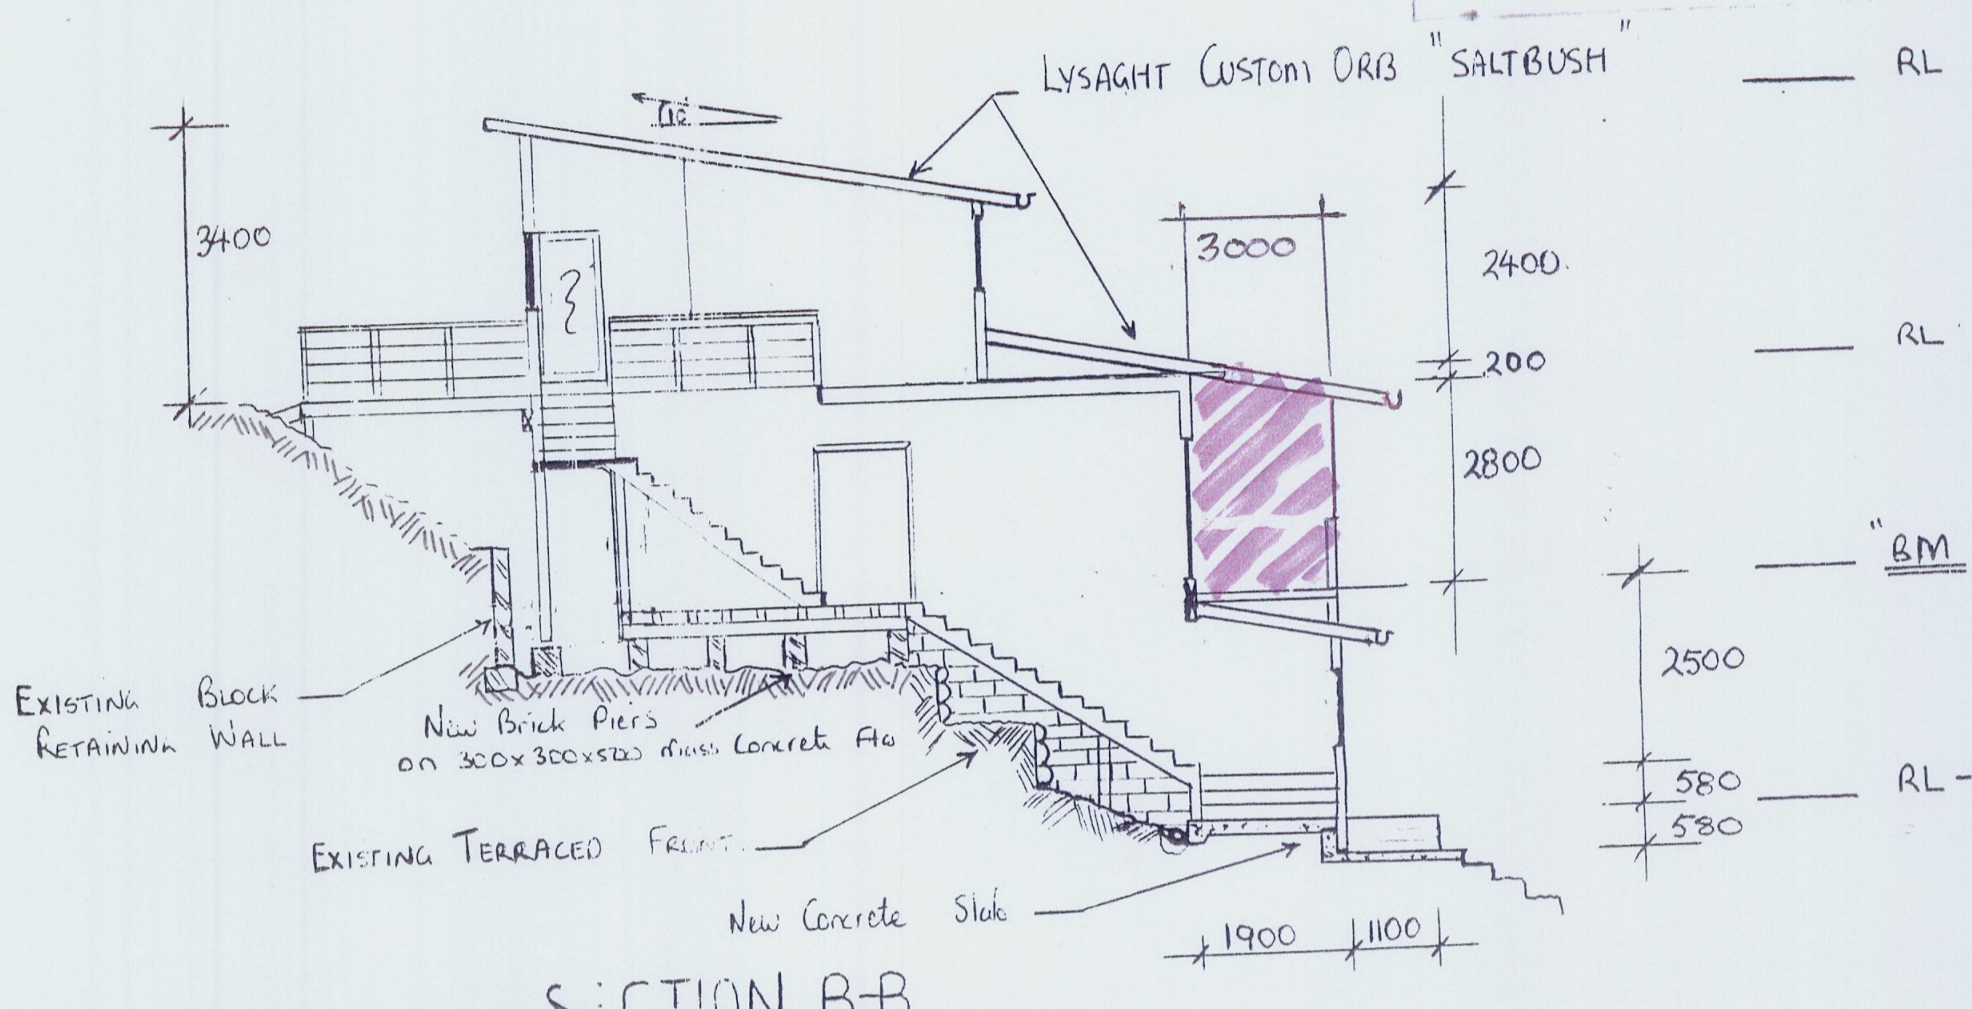 LYSAGHT CUSTOM ORB "SALTBUSH"
RL
3400
3000
2400
200
RL
2800
"BM
2500
EXISTING BLOCK
RETAINING WALL
New Brick Piers
on 300x300x500 Mass Concrete
580
RL -
580
EXISTING TERRACED FRONT.
New Concrete Slab
1900
1100
SECTION B-B